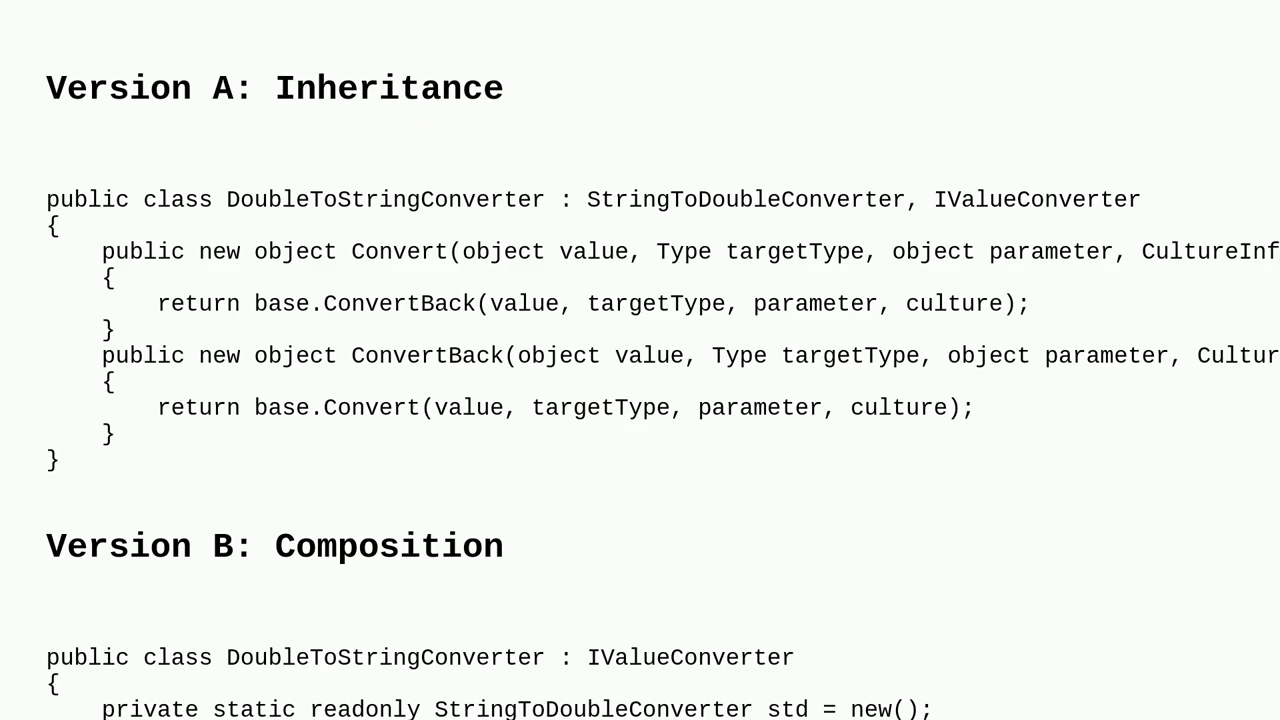 Version A: Inheritance
public class DoubleToStringConverter : StringToDoubleConverter, IValueConverter
{
    public new object Convert(object value, Type targetType, object parameter, CultureInf
    {
        return base.ConvertBack(value, targetType, parameter, culture);
    }
    public new object ConvertBack(object value, Type targetType, object parameter, Cultur
    {
        return base.Convert(value, targetType, parameter, culture);
    }
}
Version B: Composition
public class DoubleToStringConverter : IValueConverter
{
    private static readonly StringToDoubleConverter std = new();